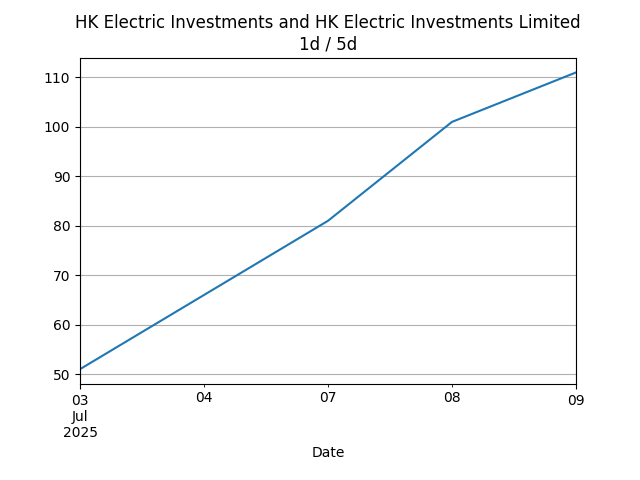 HK Electric Investments and HK Electric Investments Limited
1d / 5d
110
100
90
80
70
60
50
03 04 07 08 09
Jul
2025
Date